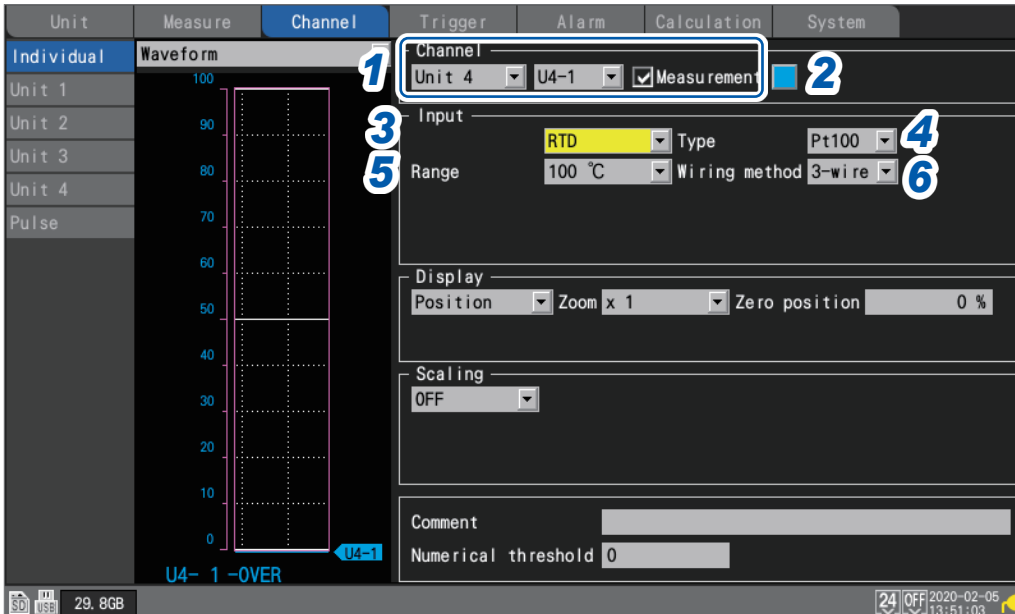 Unit Measure Channel Trigger Alarm Calculation System
Individual
Unit 1
Unit 2
Unit 3
Unit 4
Pulse
Waveform
100
90
80
70
60
50
40
30
20
10
0
U4-1
U4- 1 -OVER
Channel
1 Unit 4 U4-1 Measurement 2
Input
3 RTD Type Pt100 4
5 Range 100 ℃ Wiring method 3-wire 6
Display
Position Zoom x 1 Zero position 0 %
Scaling
OFF
Comment
Numerical threshold 0
SD USB 29.8GB
24 OFF 2020-02-05
13:51:03